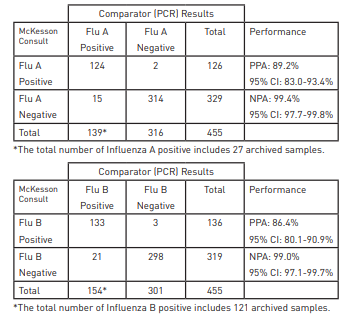 Comparator (PCR) Results
McKesson Consult Flu A Positive Flu A Negative Total Performance
Flu A Positive 124 2 126 PPA: 89.2% 95% CI: 83.0-93.4%
Flu A Negative 15 314 329 NPA: 99.4% 95% CI: 97.7-99.8%
Total 139* 316 455
*The total number of Influenza A positive includes 27 archived samples.
Comparator (PCR) Results
McKesson Consult Flu B Positive Flu B Negative Total Performance
Flu B Positive 133 3 136 PPA: 86.4% 95% CI: 80.1-90.9%
Flu B Negative 21 298 319 NPA: 99.0% 95% CI: 97.1-99.7%
Total 154* 301 455
*The total number of Influenza B positive includes 121 archived samples.